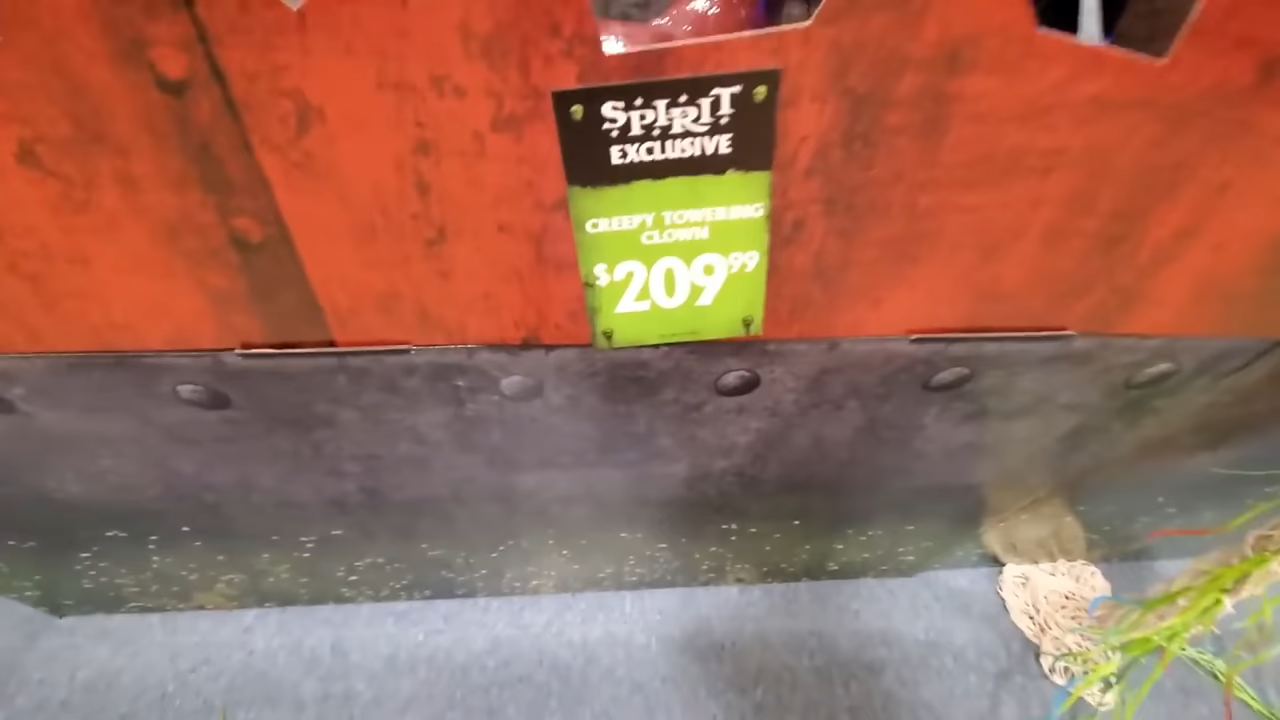 SPIRIT
EXCLUSIVE
CREEPY TOWERING
CLOWN
$209.99